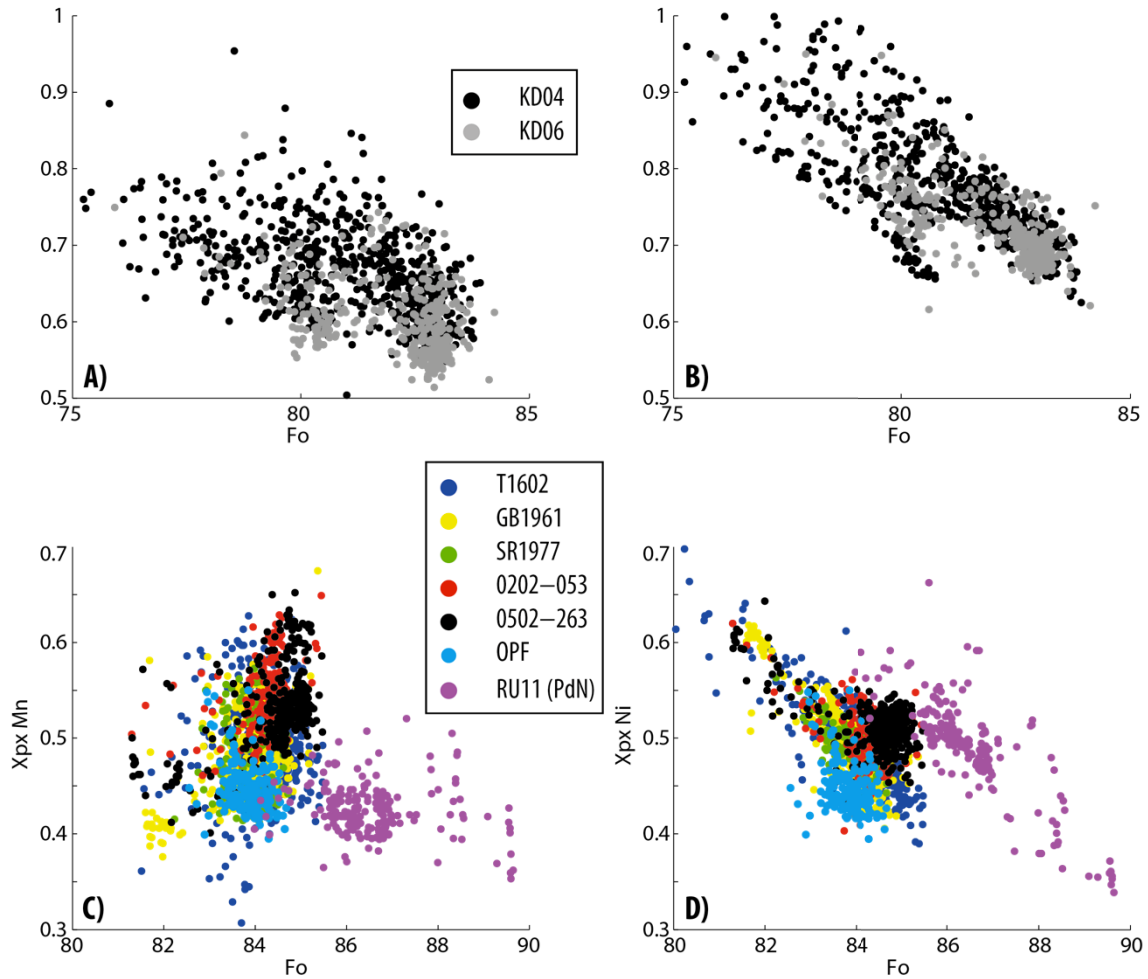 1
0.9
0.8
0.7
0.6
0.5
75
80
85
Fo
A)
KD04
KD06
1
0.9
0.8
0.7
0.6
0.5
75
80
85
Fo
B)
T1602
GB1961
SR1977
0202–053
0502–263
OPF
RU11 (PdN)
Xpx Mn
0.7
0.6
0.5
0.4
0.3
80
82
84
86
88
90
Fo
C)
Xpx Ni
0.7
0.6
0.5
0.4
0.3
80
82
84
86
88
90
Fo
D)